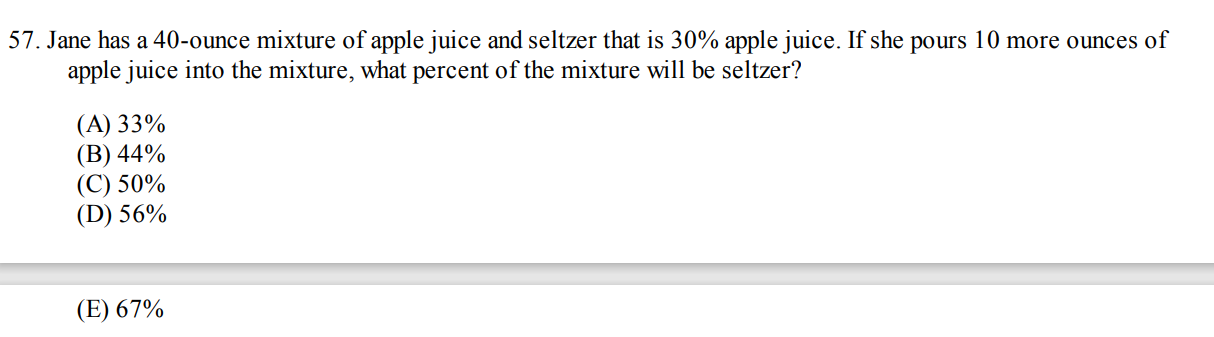 57. Jane has a 40-ounce mixture of apple juice and seltzer that is 30% apple juice. If she pours 10 more ounces of
apple juice into the mixture, what percent of the mixture will be seltzer?
(A) 33%
(B) 44%
(C) 50%
(D) 56%
(E) 67%